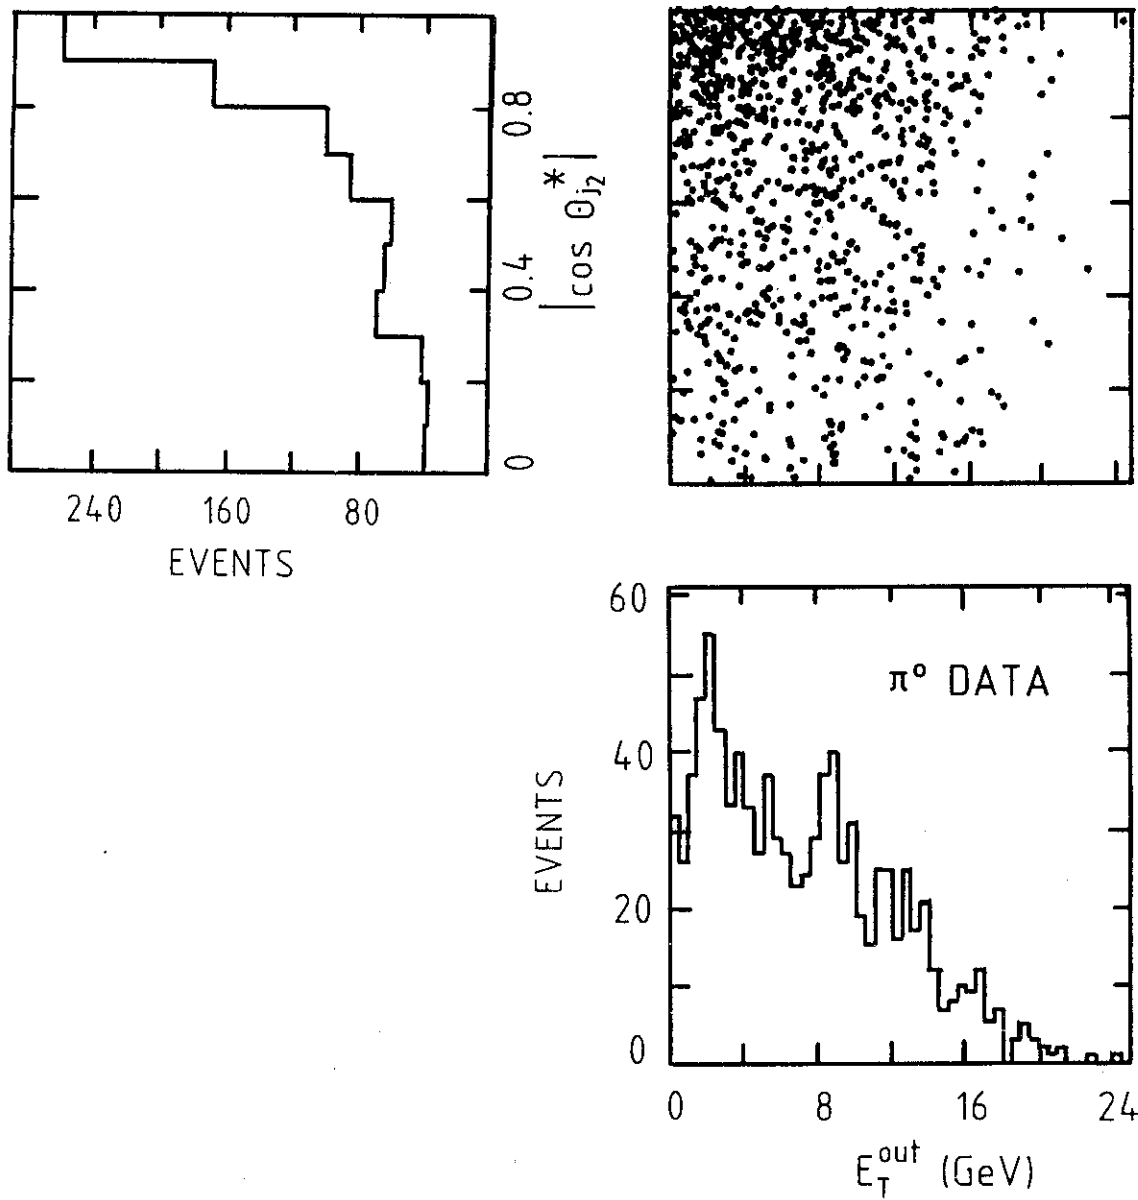 0.8
0.4
0
|cos θ*j₂|
240 160 80
EVENTS
60
40
20
0
EVENTS
π⁰ DATA
0 8 16 24
E_T^out (GeV)